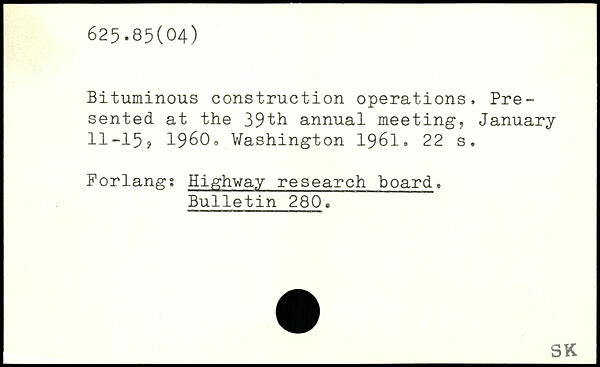 625.85(04)
Bituminous construction operations. Pre-
sented at the 39th annual meeting, January
11-15, 1960. Washington 1961. 22 s.
Forlang: Highway research board.
Bulletin 280.
SK